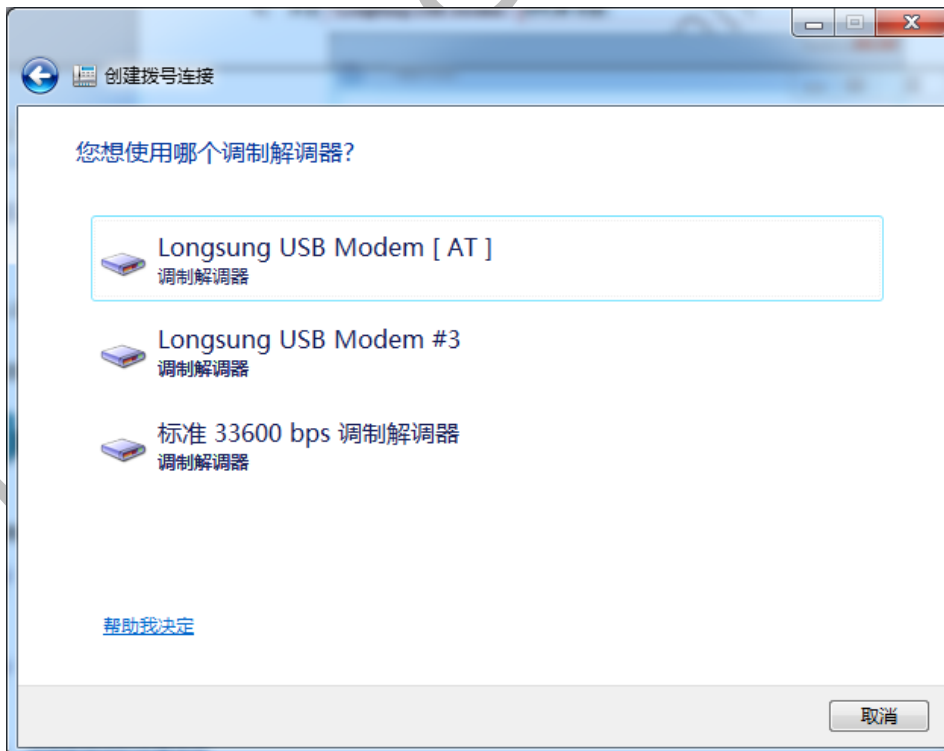 创建拨号连接
您想使用哪个调制解调器?
Longsung USB Modem [ AT ]
调制解调器
Longsung USB Modem #3
调制解调器
标准 33600 bps 调制解调器
调制解调器
帮助我决定
取消